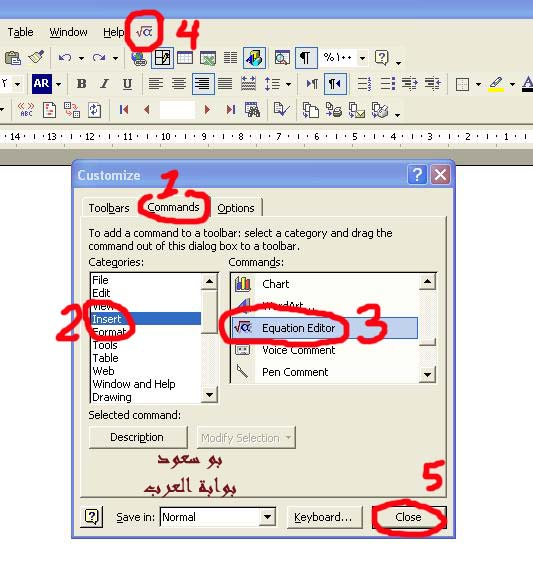 Table Window Help √α 4
٪١٠٠
٢ AR B I U
ABC
14 13 12 11 10 9 8 7 6 5 4 3 2 1
Customize
1
Toolbars Commands Options
To add a command to a toolbar: select a category and drag the
command out of this dialog box to a toolbar.
Categories: Commands:
File
Edit
View
Insert
Format
Tools
Table
Web
Window and Help
Drawing
2
Chart
WordArt...
√α Equation Editor 3
Voice Comment
Pen Comment
Selected command:
Description Modify Selection
بو سعود
بوابة العرب
5
Save in: Normal Keyboard... Close